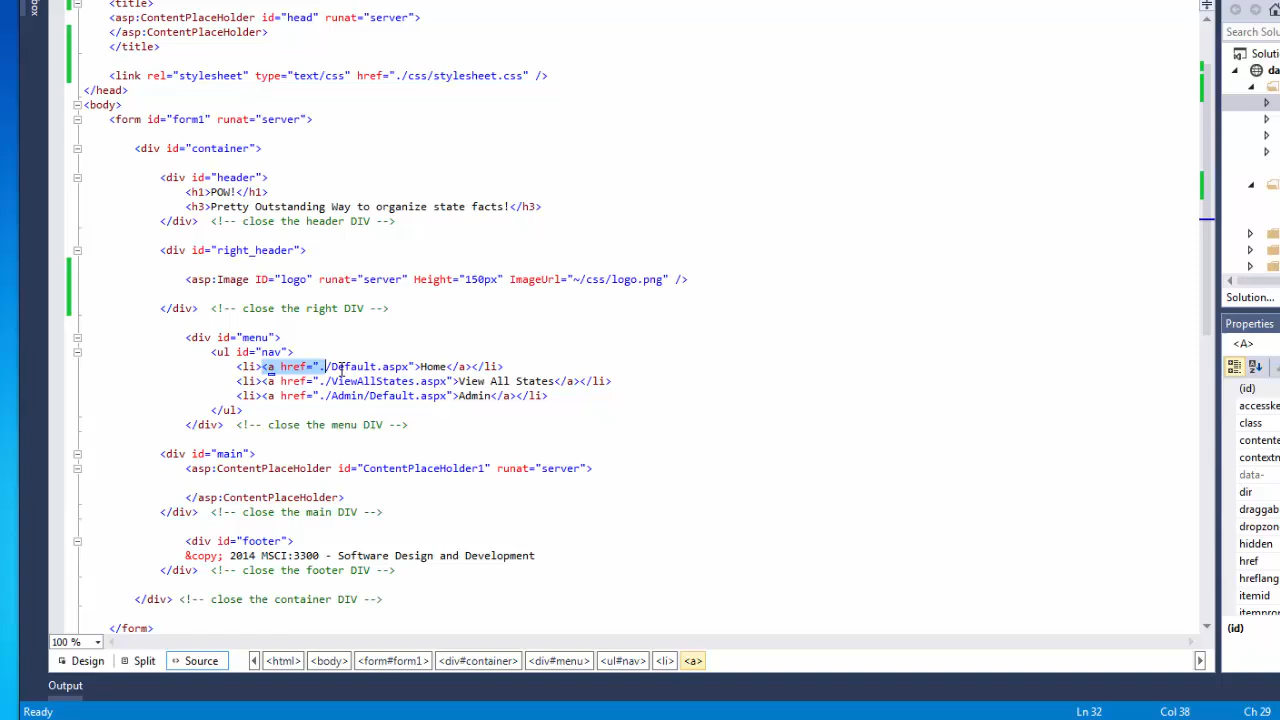 <title>
<asp:ContentPlaceHolder id="head" runat="server">
</asp:ContentPlaceHolder>
</title>
<link rel="stylesheet" type="text/css" href="./css/stylesheet.css" />
</head>
<body>
<form id="form1" runat="server">
<div id="container">
<div id="header">
<h1>POW!</h1>
<h3>Pretty Outstanding Way to organize state facts!</h3>
</div>  <!-- close the header DIV -->
<div id="right_header">
<asp:Image ID="logo" runat="server" Height="150px" ImageUrl="~/css/logo.png" />
</div>  <!-- close the right DIV -->
<div id="menu">
<ul id="nav">
<li><a href="./Default.aspx">Home</a></li>
<li><a href="./ViewAllStates.aspx">View All States</a></li>
<li><a href="./Admin/Default.aspx">Admin</a></li>
</ul>
</div>  <!-- close the menu DIV -->
<div id="main">
<asp:ContentPlaceHolder id="ContentPlaceHolder1" runat="server">
</asp:ContentPlaceHolder>
</div>  <!-- close the main DIV -->
<div id="footer">
&copy; 2014 MSCI:3300 - Software Design and Development
</div>  <!-- close the footer DIV -->
</div> <!-- close the container DIV -->
</form>
100 %
Design Split Source <html> <body> <form#form1> <div#container> <div#menu> <ul#nav> <li> <a>
Output
Ready Ln 32 Col 38 Ch 29
Search Solu
Soluti
da
Solution...
Properties
<A>
(id)
accesske
class
contente
contextm
data-
dir
draggab
dropzon
hidden
href
hreflang
itemid
itemprop
(id)